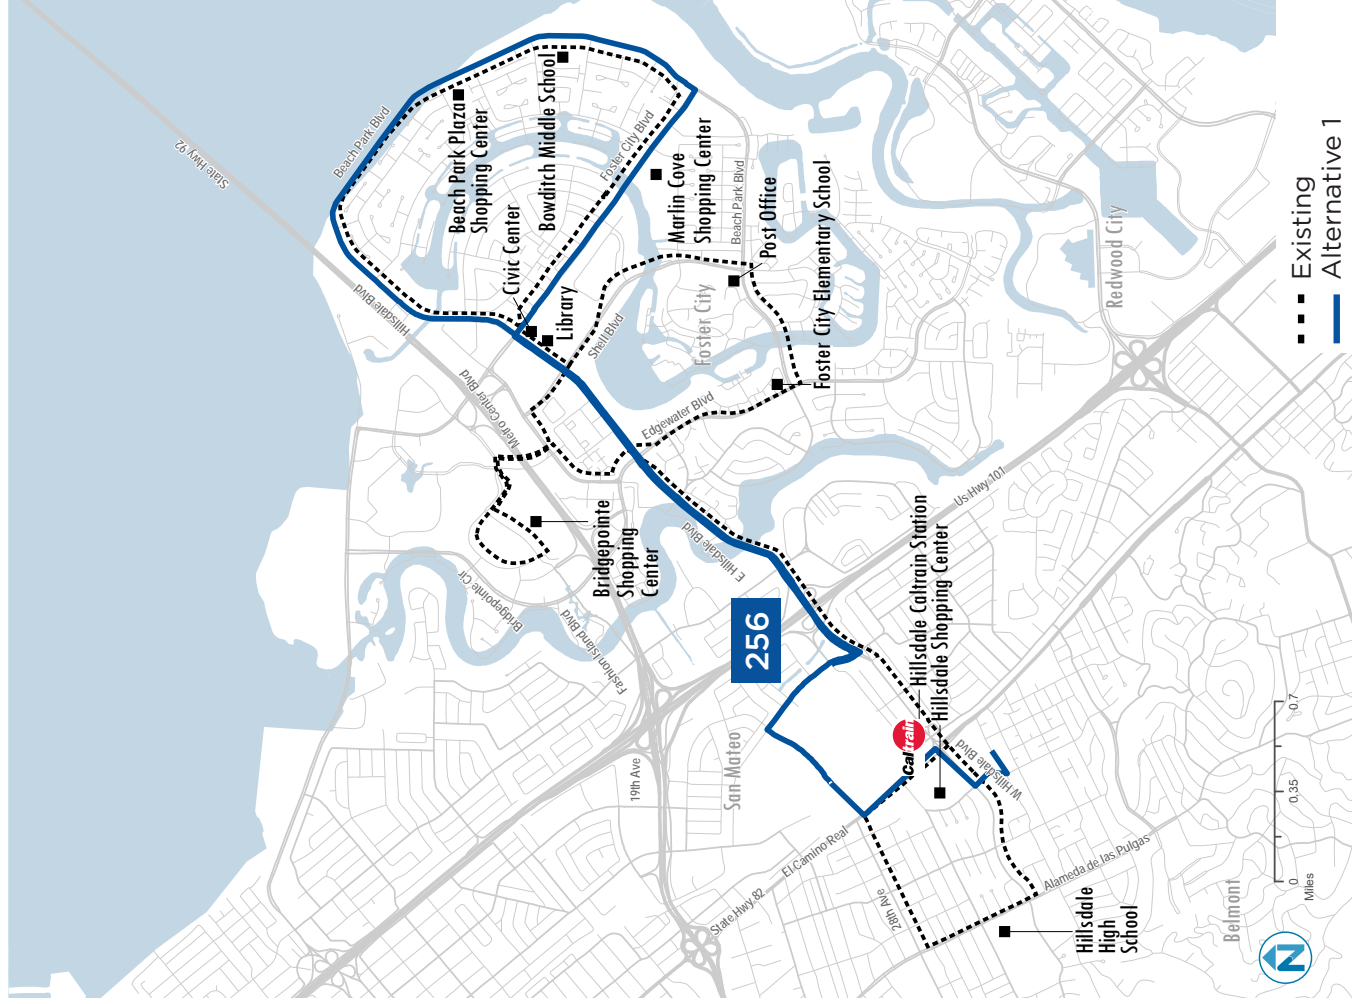 State Hwy 92
Beach Park Blvd
Beach Park Plaza
Shopping Center
Bowditch Middle School
Foster City Blvd
Marlin Cove
Shopping Center
Beach Park Blvd
Post Office
Foster City Elementary School
Civic Center
Library
Hillsdale Blvd
Shell Blvd
Foster City
Redwood City
Metro Center Blvd
Edgewater Blvd
Bridgepointe
Shopping
Center
E Hillsdale Blvd
Us Hwy 101
Bridgepointe Cir
Fashion Island Blvd
256
Hillsdale Caltrain Station
Hillsdale Shopping Center
Caltrain
W Hillsdale Blvd
San Mateo
19th Ave
El Camino Real
State Hwy 82
28th Ave
Alameda de las Pulgas
Hillsdale
High
School
Belmont
0
0.35
0.7
Miles
N
Existing
Alternative 1